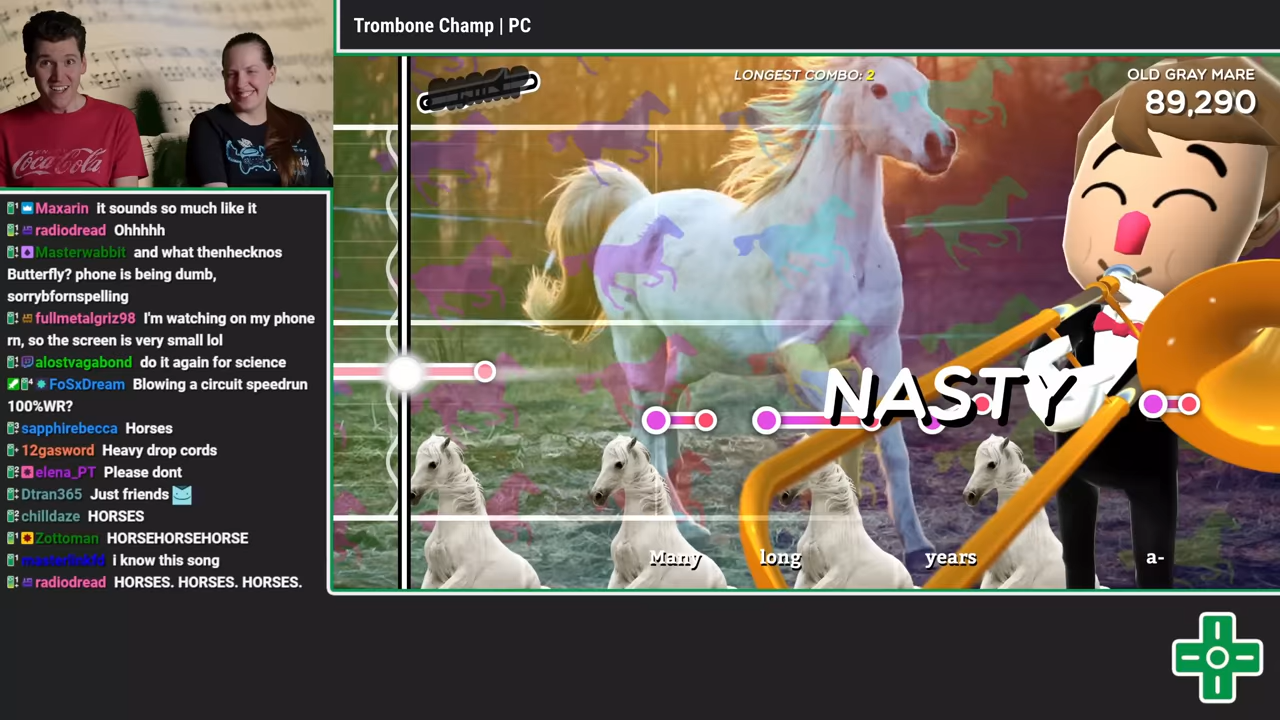 Trombone Champ | PC
LONGEST COMBO: 2
OLD GRAY MARE
89,290
Coca-Cola
Maxarin it sounds so much like it
radiodread Ohhhhh
Masterwabbit and what thenhecknos
Butterfly? phone is being dumb,
sorrybfornspelling
fullmetalgriz98 I'm watching on my phone
rn, so the screen is very small lol
alostvagabond do it again for science
FoSxDream Blowing a circuit speedrun
100%WR?
sapphirebecca Horses
12gasword Heavy drop cords
elena_PT Please dont
Dtran365 Just friends
chilldaze HORSES
Zottoman HORSEHORSEHORSE
i know this song
radiodread HORSES. HORSES. HORSES.
NASTY
Many long years a-